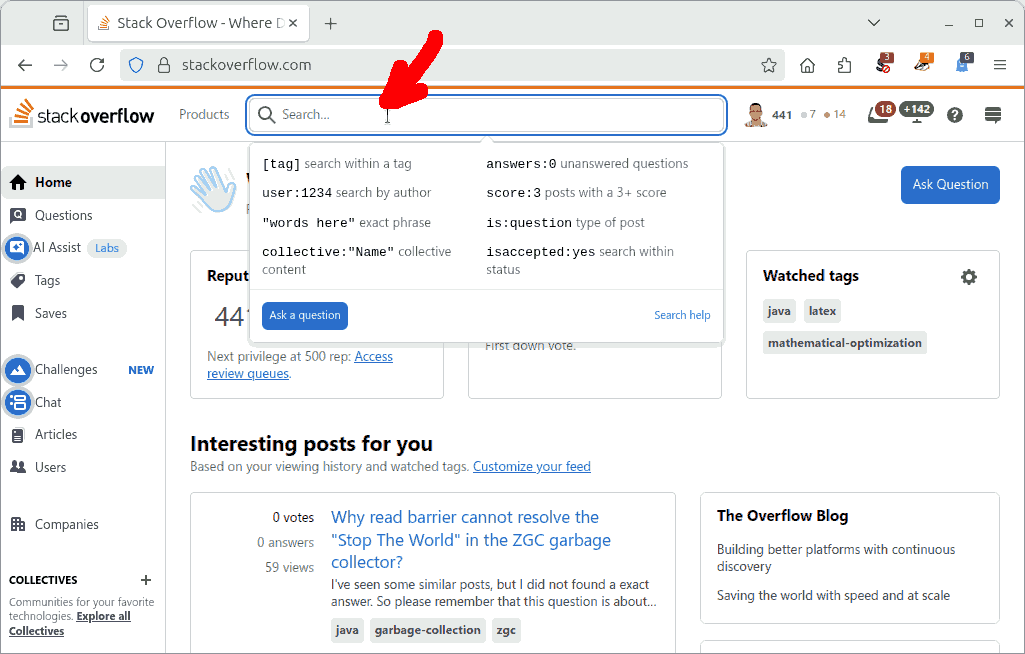 Stack Overflow - Where D
stackoverflow.com
3
4
6
stackoverflow
Products
Search...
441
7
14
18
+142
[tag] search within a tag
user:1234 search by author
"words here" exact phrase
collective:"Name" collective
content
answers:0 unanswered questions
score:3 posts with a 3+ score
is:question type of post
isaccepted:yes search within
status
Ask a question
Search help
Home
Questions
AI Assist
Labs
Tags
Saves
Challenges
NEW
Chat
Articles
Users
Companies
COLLECTIVES
Communities for your favorite
technologies. Explore all
Collectives
Ask Question
Reput
441
Next privilege at 500 rep: Access
review queues.
First down vote.
Watched tags
java
latex
mathematical-optimization
Interesting posts for you
Based on your viewing history and watched tags. Customize your feed
0 votes
0 answers
59 views
Why read barrier cannot resolve the
"Stop The World" in the ZGC garbage
collector?
I've seen some similar posts, but I did not found a exact
answer. So please remember that this question is about...
java
garbage-collection
zgc
The Overflow Blog
Building better platforms with continuous
discovery
Saving the world with speed and at scale